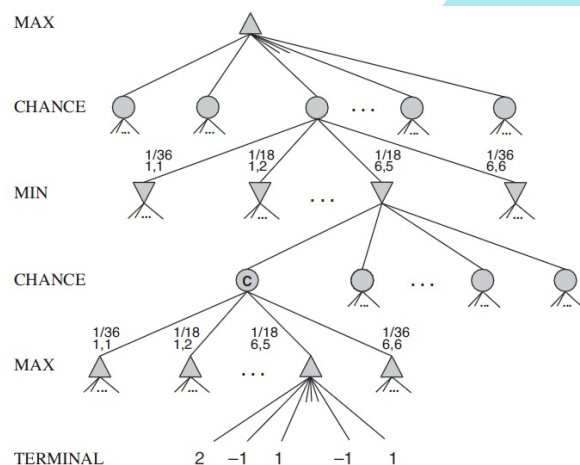 MAX
CHANCE
...
... ... ... ... ...
1/36 1/18 1/18 1/36
1,1 1,2 6,5 6,6
MIN
...
... ... ...
CHANCE
C
...
... ... ...
1/36 1/18 1/18 1/36
1,1 1,2 6,5 6,6
MAX
...
... ... ...
TERMINAL 2 –1 1 –1 1